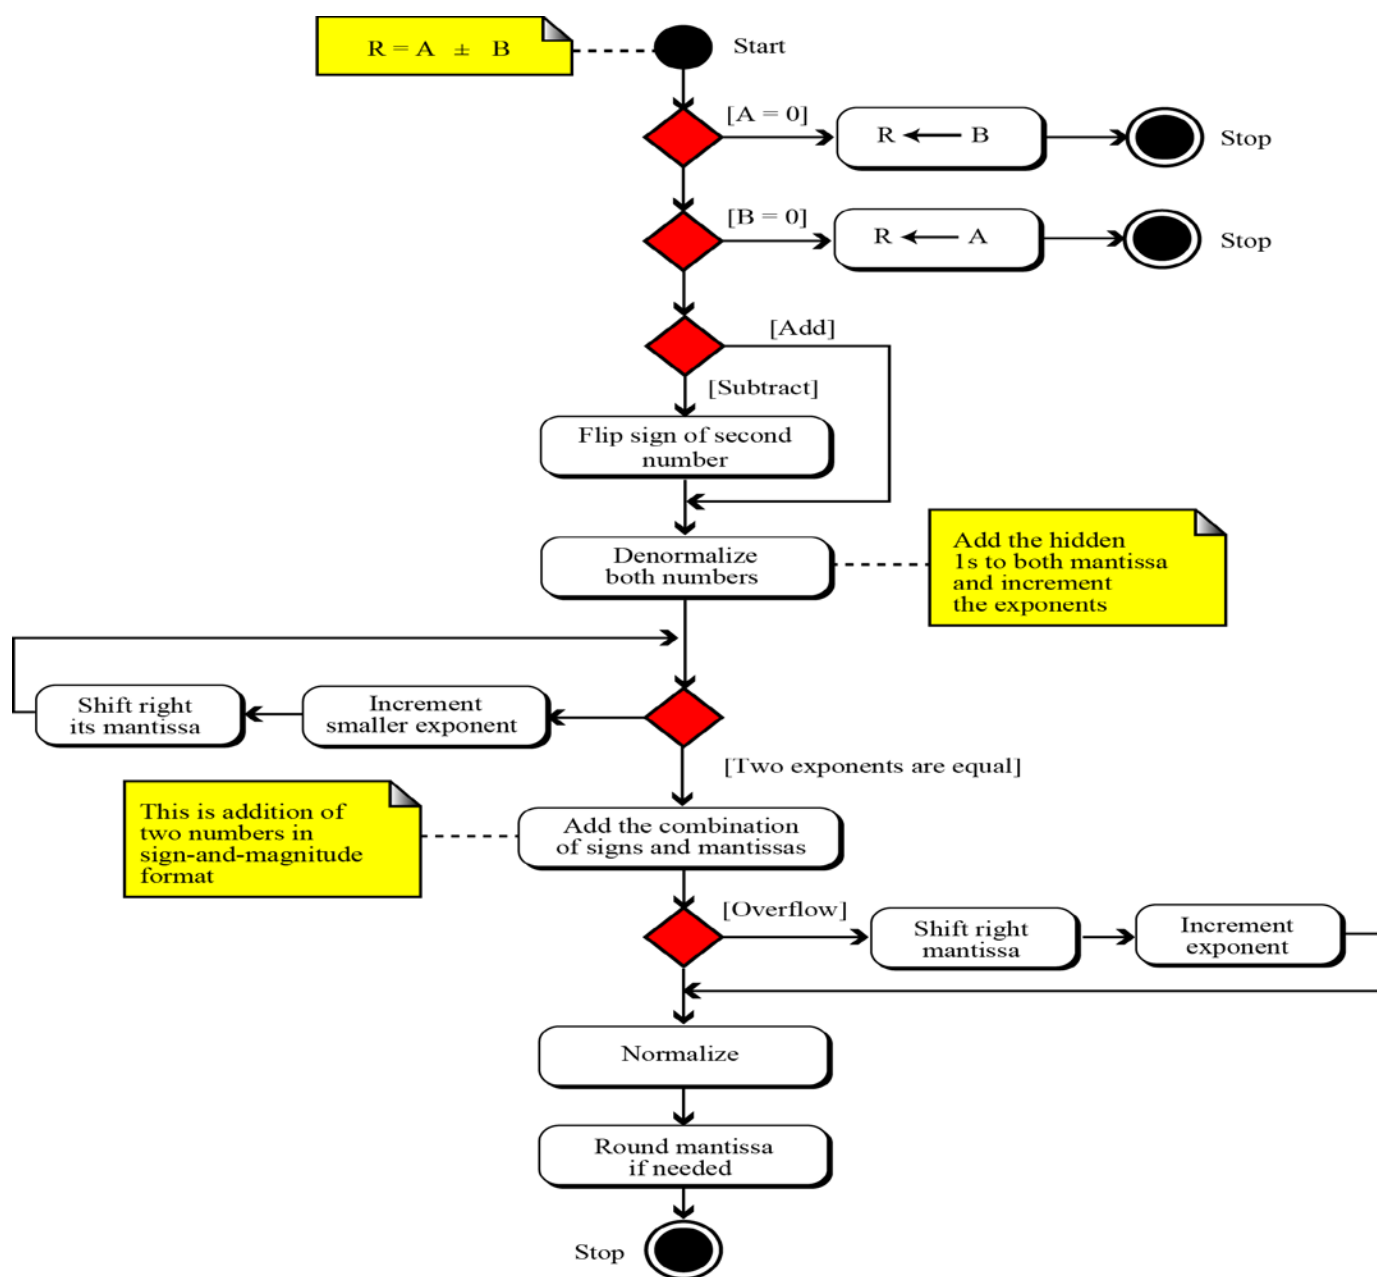 R = A ± B
Start
[A = 0]
R ← B
Stop
[B = 0]
R ← A
Stop
[Add]
[Subtract]
Flip sign of second
number
Denormalize
both numbers
Add the hidden
1s to both mantissa
and increment
the exponents
Shift right
its mantissa
Increment
smaller exponent
[Two exponents are equal]
This is addition of
two numbers in
sign-and-magnitude
format
Add the combination
of signs and mantissas
[Overflow]
Shift right
mantissa
Increment
exponent
Normalize
Round mantissa
if needed
Stop